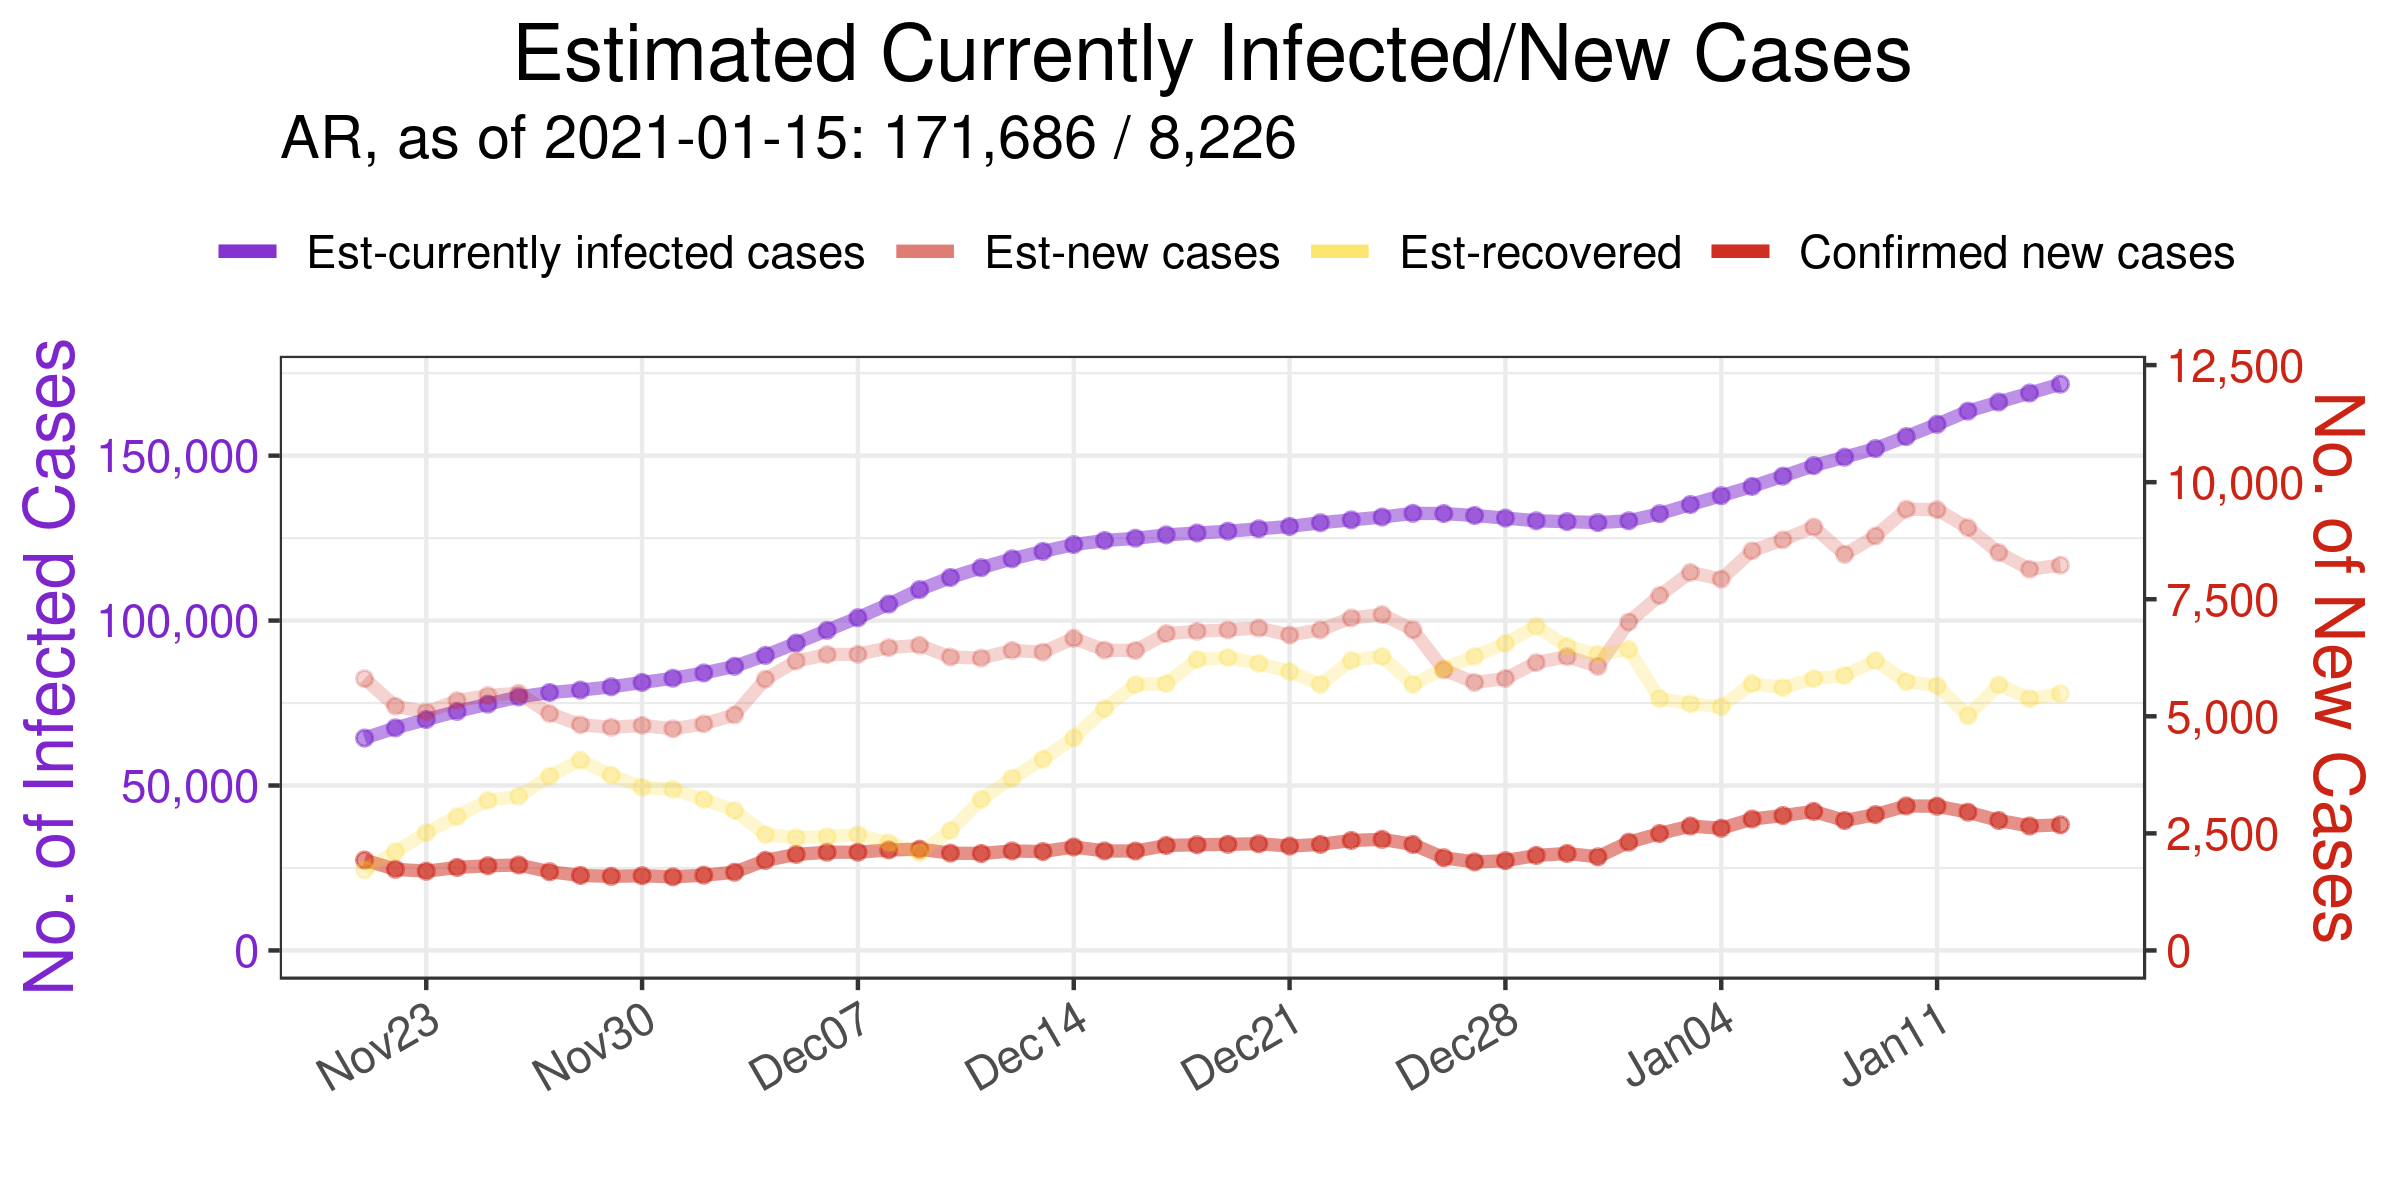 Estimated Currently Infected/New Cases
AR, as of 2021-01-15: 171,686 / 8,226
Est-currently infected cases Est-new cases Est-recovered Confirmed new cases
No. of Infected Cases
150,000
100,000
50,000
0
12,500
10,000
7,500
5,000
2,500
0
No. of New Cases
Nov23 Nov30 Dec07 Dec14 Dec21 Dec28 Jan04 Jan11